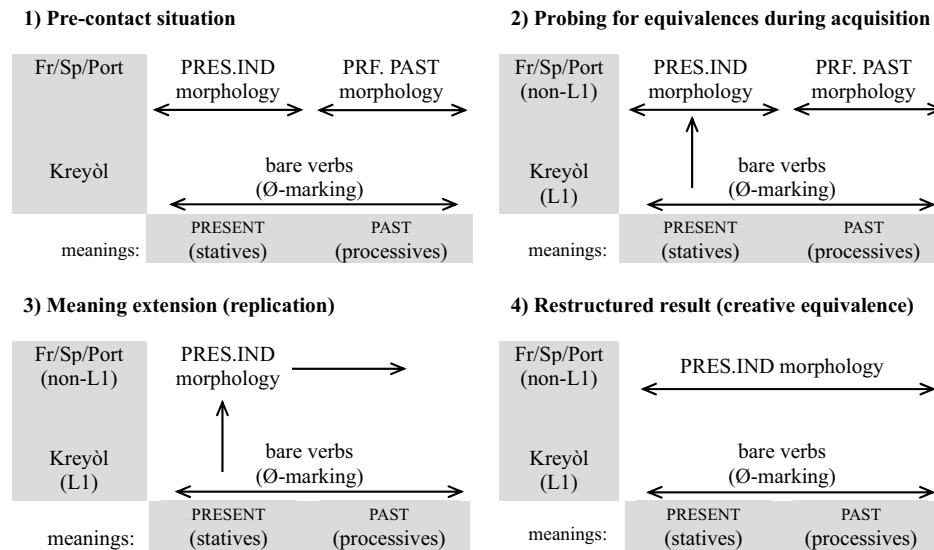 1) Pre-contact situation
Fr/Sp/Port
PRES.IND
morphology
PRF. PAST
morphology
Kreyòl
bare verbs
(Ø-marking)
meanings:
PRESENT
(statives)
PAST
(processives)
2) Probing for equivalences during acquisition
Fr/Sp/Port
(non-L1)
PRES.IND
morphology
PRF. PAST
morphology
Kreyòl
(L1)
bare verbs
(Ø-marking)
meanings:
PRESENT
(statives)
PAST
(processives)
3) Meaning extension (replication)
Fr/Sp/Port
(non-L1)
PRES.IND
morphology
Kreyòl
(L1)
bare verbs
(Ø-marking)
meanings:
PRESENT
(statives)
PAST
(processives)
4) Restructured result (creative equivalence)
Fr/Sp/Port
(non-L1)
PRES.IND morphology
Kreyòl
(L1)
bare verbs
(Ø-marking)
meanings:
PRESENT
(statives)
PAST
(processives)